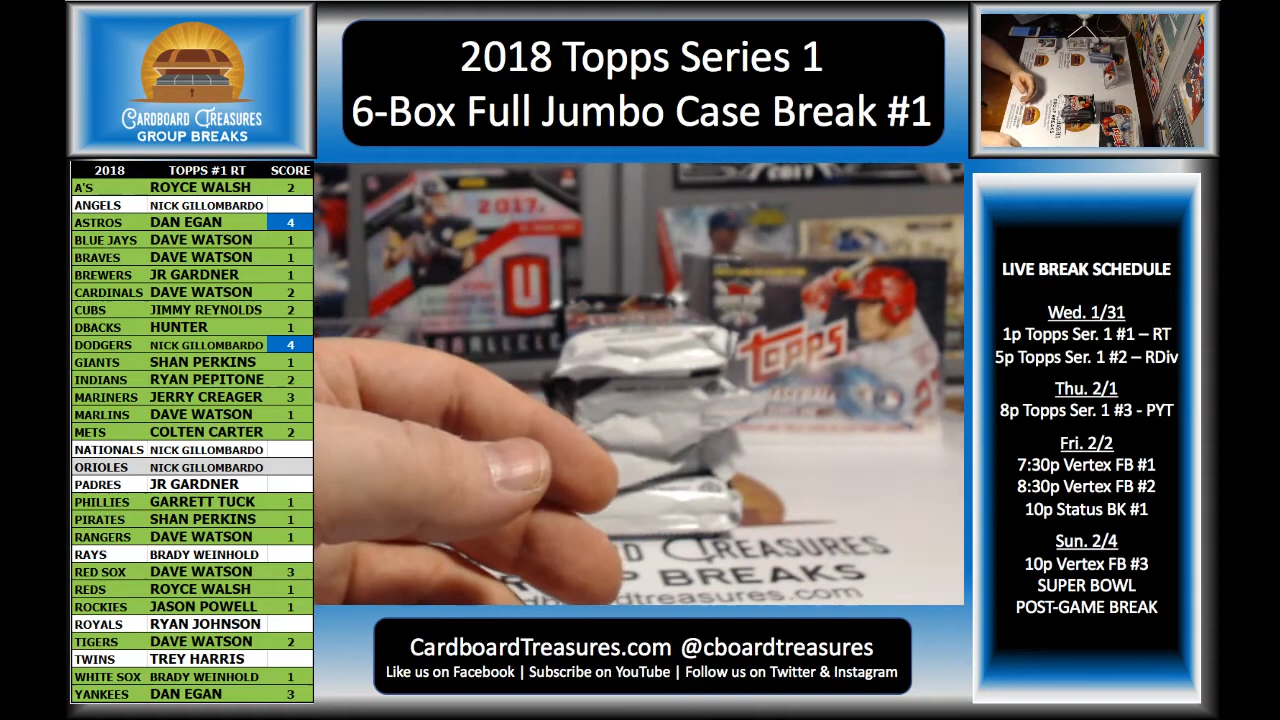 CARDBOARD TREASURES
GROUP BREAKS
2018 Topps Series 1
6-Box Full Jumbo Case Break #1
2018 TOPPS #1 RT SCORE
A'S ROYCE WALSH 2
ANGELS NICK GILLOMBARDO
ASTROS DAN EGAN 4
BLUE JAYS DAVE WATSON 1
BRAVES DAVE WATSON 1
BREWERS JR GARDNER 1
CARDINALS DAVE WATSON 2
CUBS JIMMY REYNOLDS 2
DBACKS HUNTER 1
DODGERS NICK GILLOMBARDO 4
GIANTS SHAN PERKINS 1
INDIANS RYAN PEPITONE 2
MARINERS JERRY CREAGER 3
MARLINS DAVE WATSON 1
METS COLTEN CARTER 2
NATIONALS NICK GILLOMBARDO
ORIOLES NICK GILLOMBARDO
PADRES JR GARDNER
PHILLIES GARRETT TUCK 1
PIRATES SHAN PERKINS 1
RANGERS DAVE WATSON 1
RAYS BRADY WEINHOLD
RED SOX DAVE WATSON 3
REDS ROYCE WALSH 1
ROCKIES JASON POWELL 1
ROYALS RYAN JOHNSON
TIGERS DAVE WATSON 2
TWINS TREY HARRIS
WHITE SOX BRADY WEINHOLD 1
YANKEES DAN EGAN 3
2017
2017
U
PARALLEL
TOPPS
BASEBALL
RD TREASURES
UP BREAKS
dboardtreasures.com
CardboardTreasures.com @cboardtreasures
Like us on Facebook | Subscribe on YouTube | Follow us on Twitter & Instagram
LIVE BREAK SCHEDULE
Wed. 1/31
1p Topps Ser. 1 #1 – RT
5p Topps Ser. 1 #2 – RDiv
Thu. 2/1
8p Topps Ser. 1 #3 - PYT
Fri. 2/2
7:30p Vertex FB #1
8:30p Vertex FB #2
10p Status BK #1
Sun. 2/4
10p Vertex FB #3
SUPER BOWL
POST-GAME BREAK